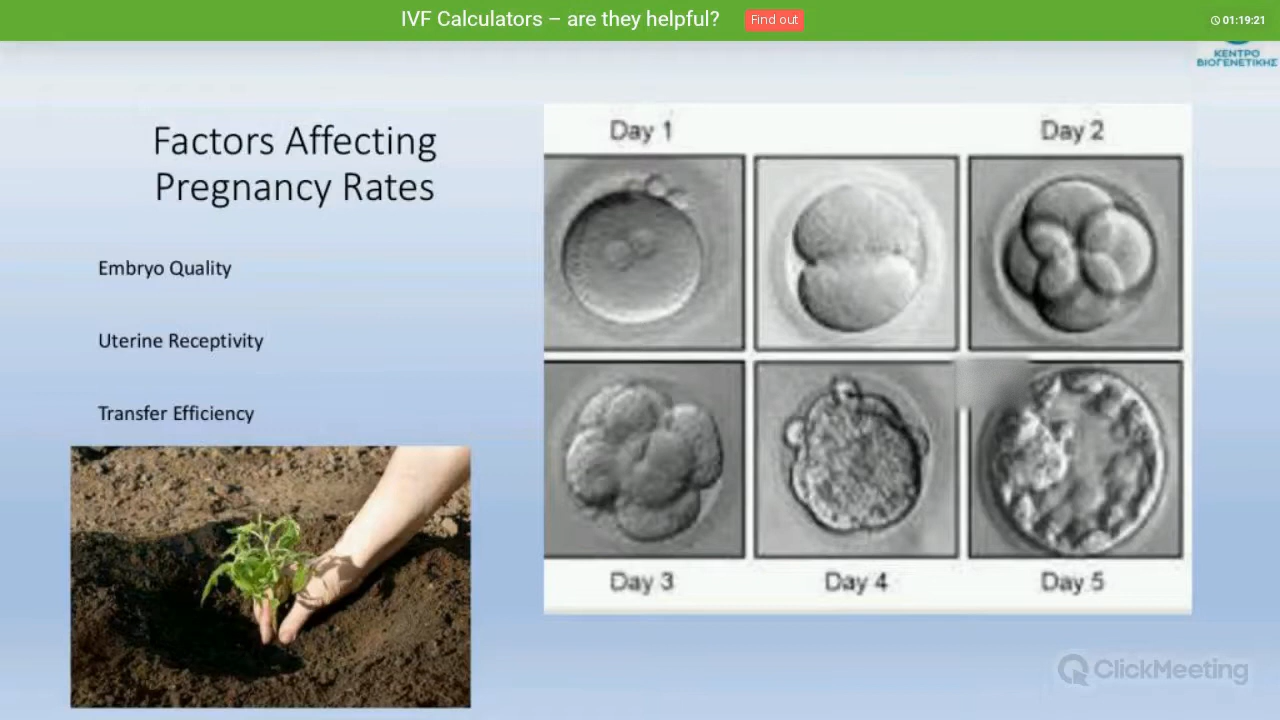 IVF Calculators – are they helpful?
Find out
01:19:21
ΚΕΝΤΡΟ
ΒΙΟΓΕΝΕΤΙΚΗΣ
Factors Affecting
Pregnancy Rates
Embryo Quality
Uterine Receptivity
Transfer Efficiency
Day 1
Day 2
Day 3
Day 4
Day 5
ClickMeeting